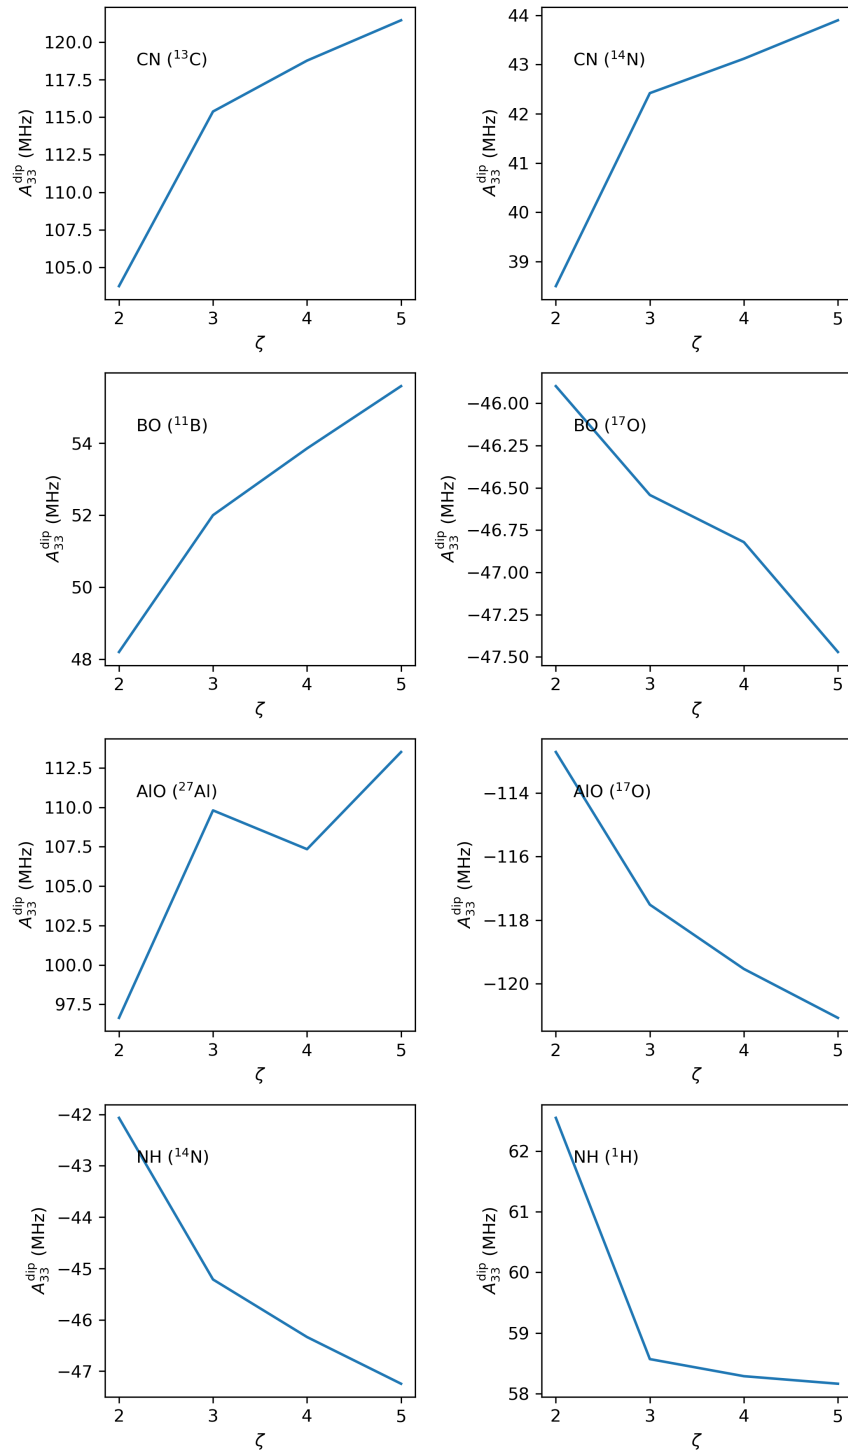 120.0
117.5
115.0
112.5
110.0
107.5
105.0
A₃₃^dip (MHz)
CN (¹³C)
2 3 4 5
ζ
44
43
42
41
40
39
A₃₃^dip (MHz)
CN (¹⁴N)
2 3 4 5
ζ
54
52
50
48
A₃₃^dip (MHz)
BO (¹¹B)
2 3 4 5
ζ
−46.00
−46.25
−46.50
−46.75
−47.00
−47.25
−47.50
A₃₃^dip (MHz)
BO (¹⁷O)
2 3 4 5
ζ
112.5
110.0
107.5
105.0
102.5
100.0
97.5
A₃₃^dip (MHz)
AlO (²⁷Al)
2 3 4 5
ζ
−114
−116
−118
−120
A₃₃^dip (MHz)
AlO (¹⁷O)
2 3 4 5
ζ
−42
−43
−44
−45
−46
−47
A₃₃^dip (MHz)
NH (¹⁴N)
2 3 4 5
ζ
62
61
60
59
58
A₃₃^dip (MHz)
NH (¹H)
2 3 4 5
ζ